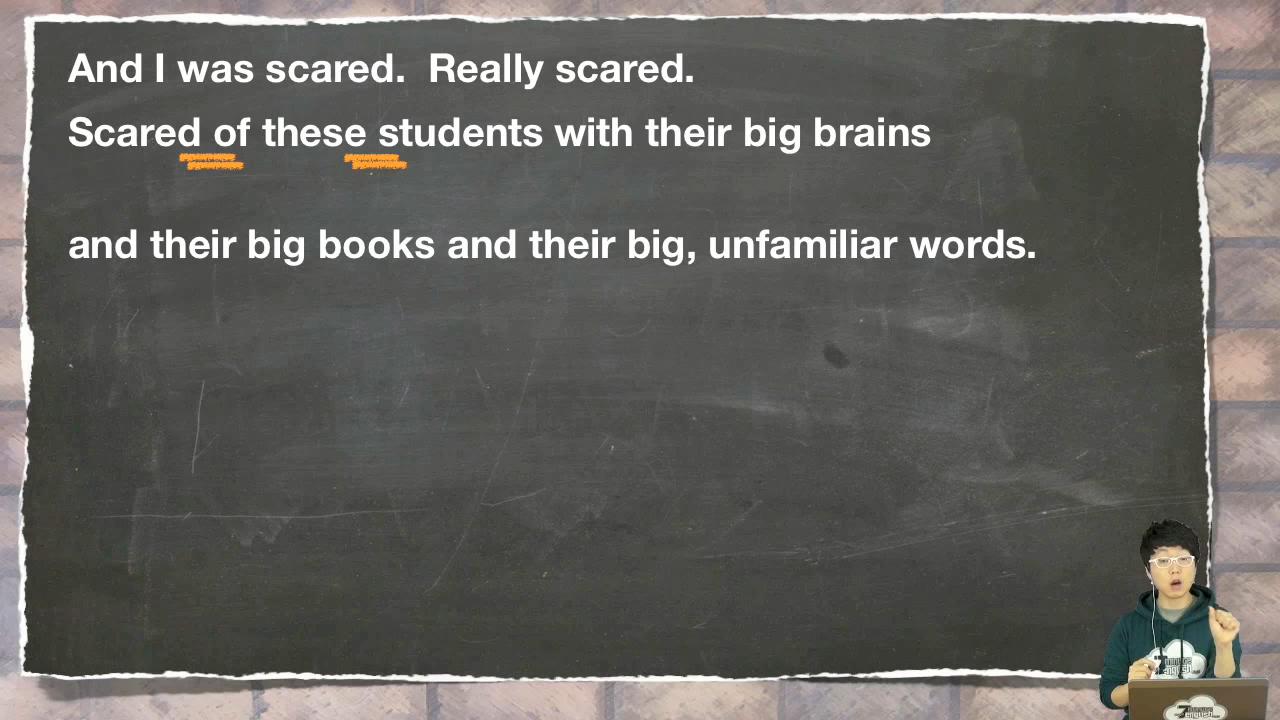 And I was scared.  Really scared.
Scared of these students with their big brains
and their big books and their big, unfamiliar words.